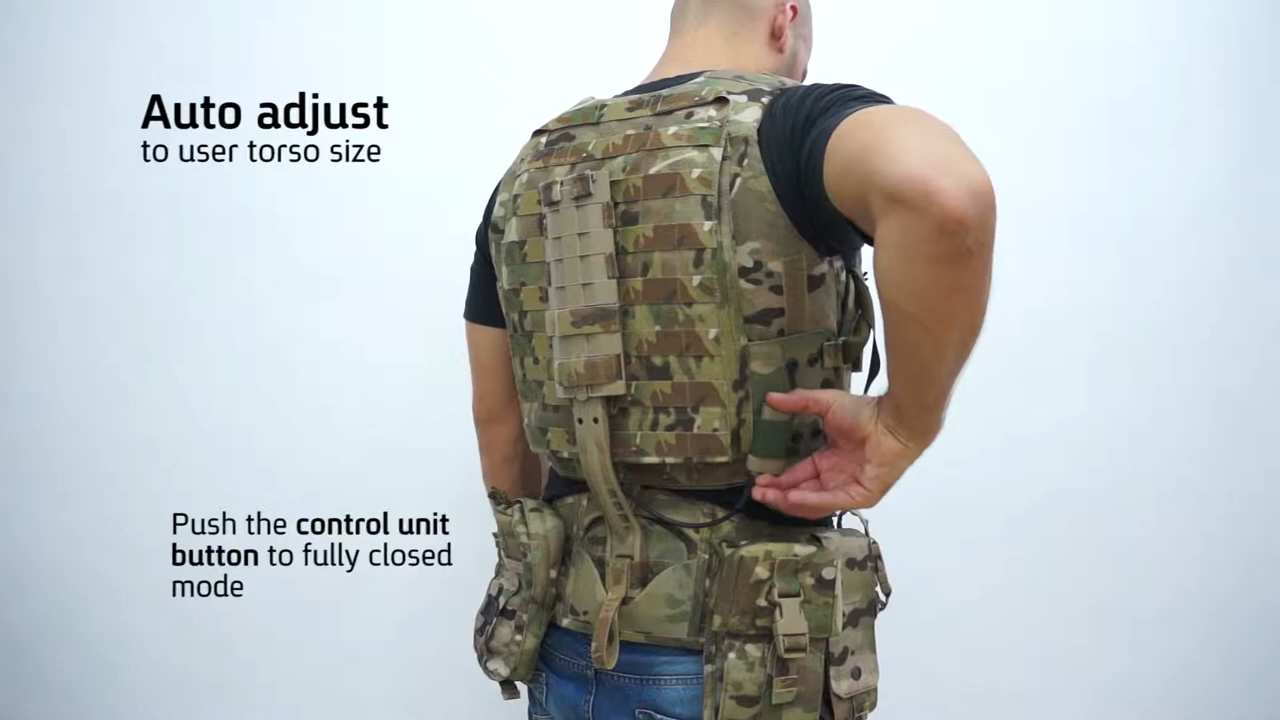 Auto adjust
to user torso size
Push the control unit
button to fully closed
mode